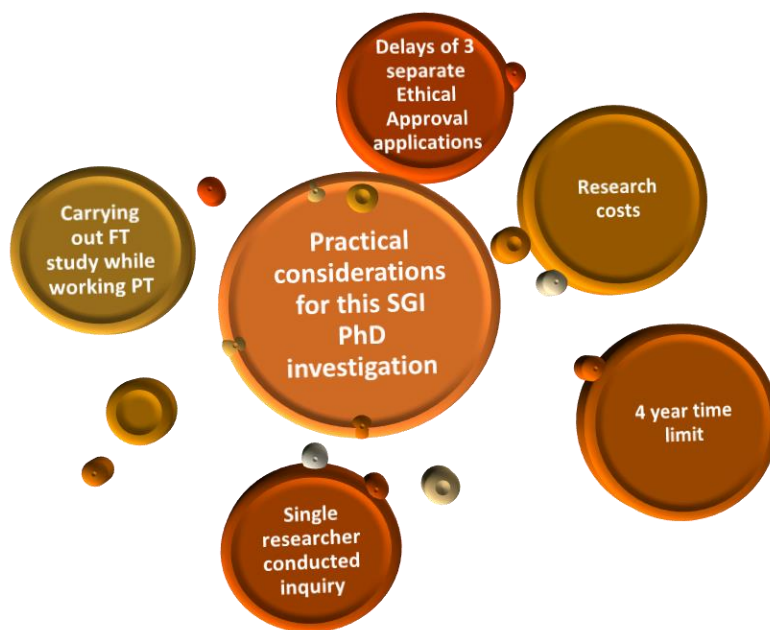 Delays of 3
separate
Ethical
Approval
applications
Research
costs
Carrying
out FT
study while
working PT
Practical
considerations
for this SGI
PhD
investigation
4 year time
limit
Single
researcher
conducted
inquiry